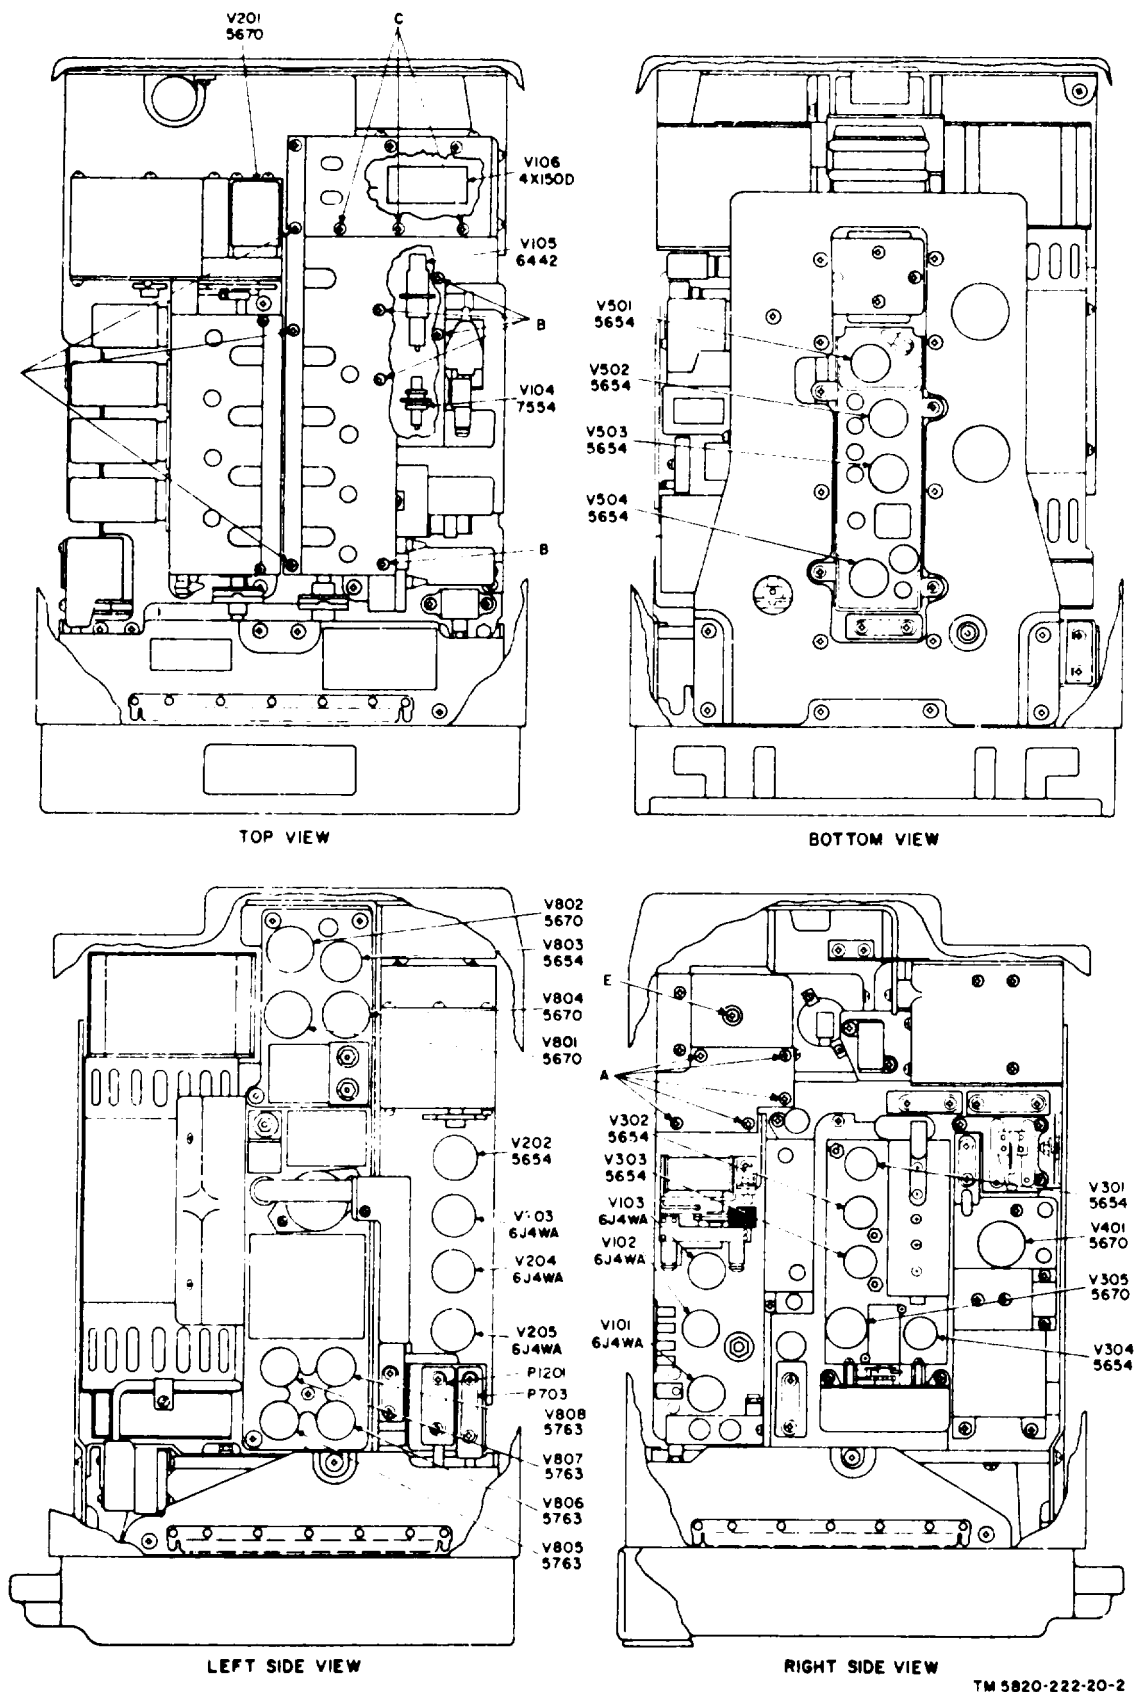 V201
5670
C
V106
4X150D
V105
6442
B
V104
7554
B
TOP VIEW
V501
5654
V502
5654
V503
5654
V504
5654
BOTTOM VIEW
V802
5670
V803
5654
V804
5670
V801
5670
V202
5654
6J4WA
V204
6J4WA
V205
6J4WA
P1201
P703
V808
5763
V807
5763
V806
5763
V805
5763
LEFT SIDE VIEW
E
A
V302
5654
V303
5654
V103
6J4WA
V102
6J4WA
V101
6J4WA
V301
5654
V401
5670
V305
5670
V304
5654
RIGHT SIDE VIEW
TM 5820-222-20-2